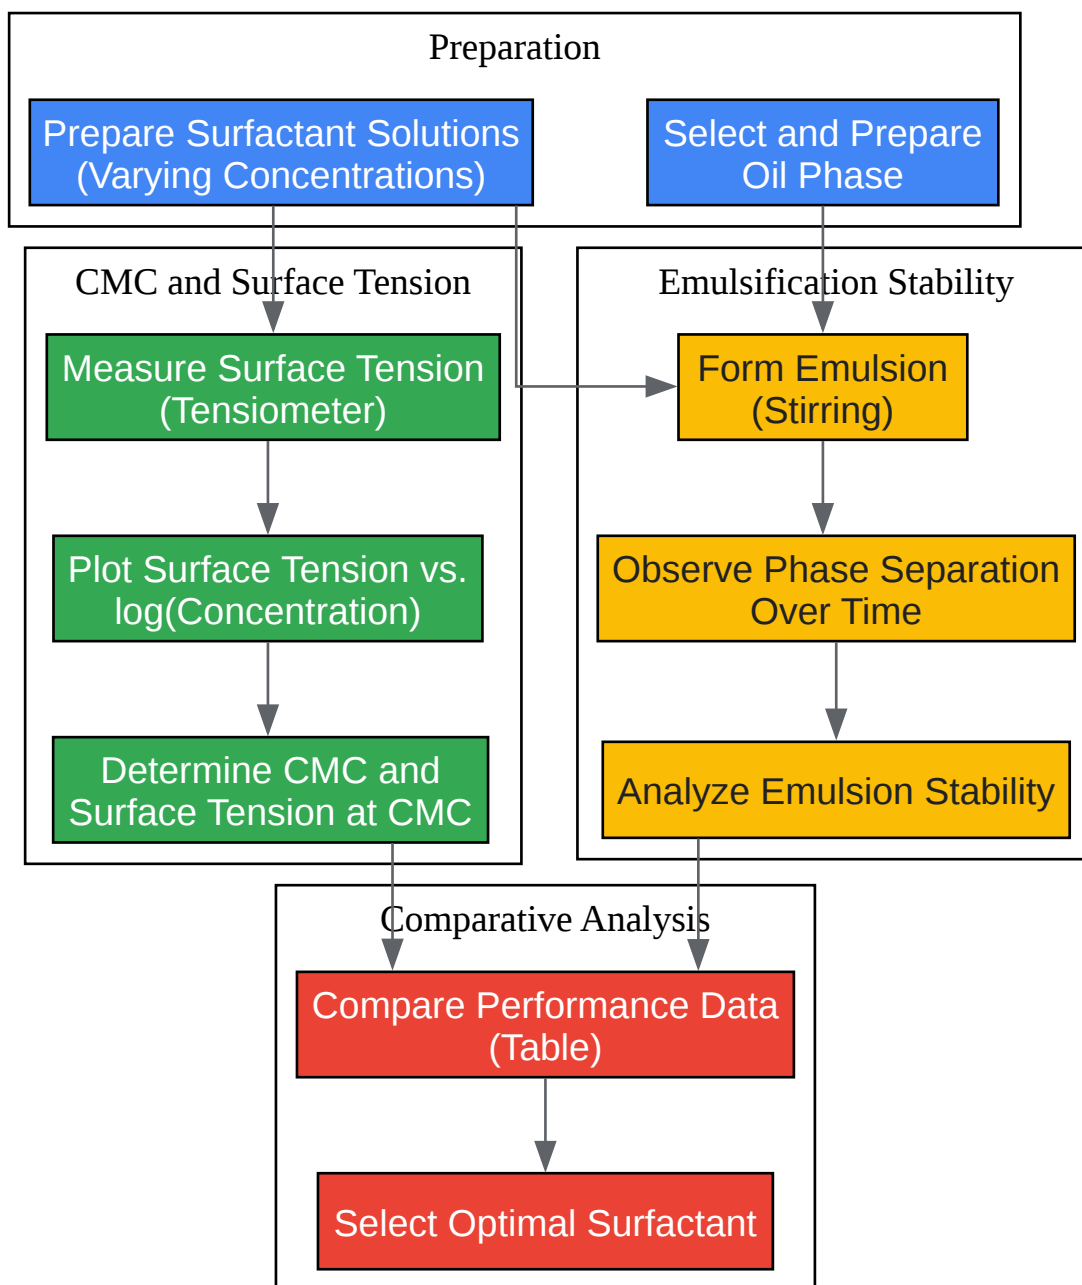 Preparation
Prepare Surfactant Solutions
(Varying Concentrations)
Select and Prepare
Oil Phase
CMC and Surface Tension
Measure Surface Tension
(Tensiometer)
Plot Surface Tension vs.
log(Concentration)
Determine CMC and
Surface Tension at CMC
Emulsification Stability
Form Emulsion
(Stirring)
Observe Phase Separation
Over Time
Analyze Emulsion Stability
Comparative Analysis
Compare Performance Data
(Table)
Select Optimal Surfactant